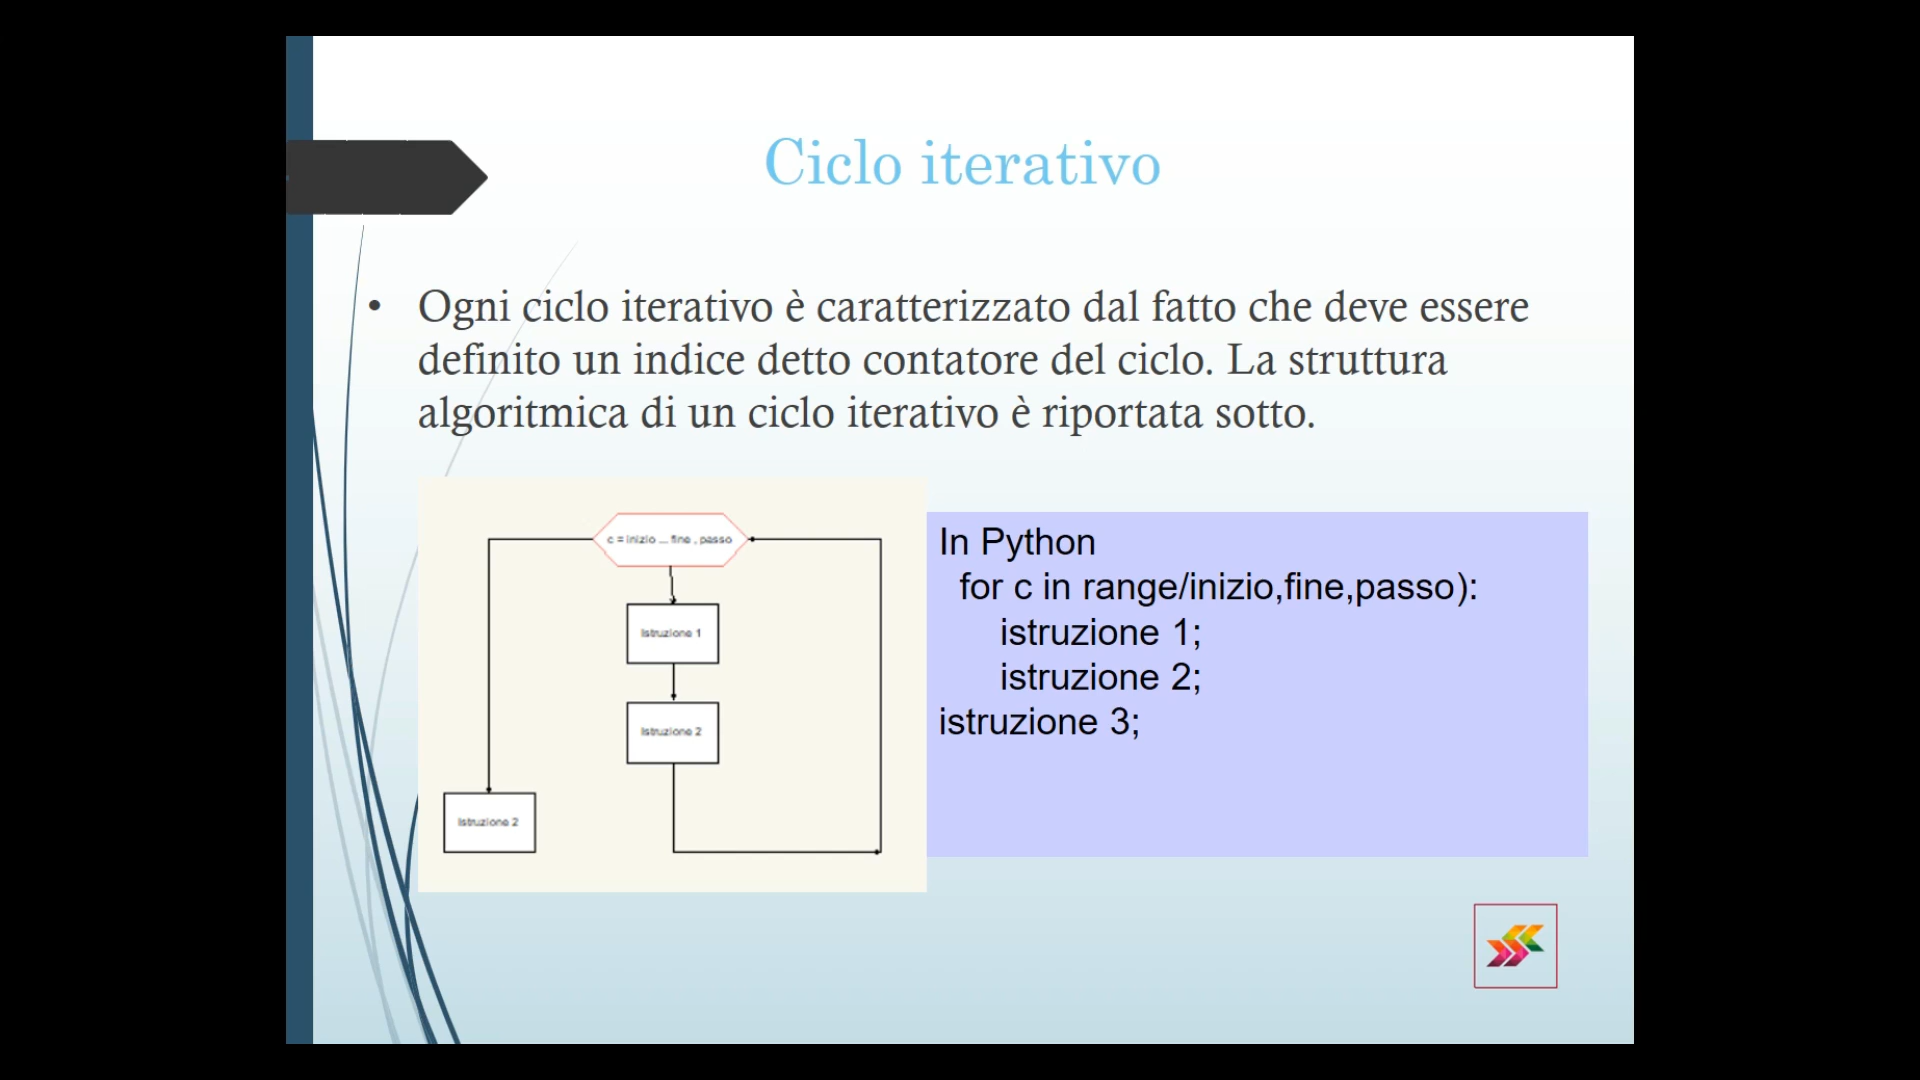 Ciclo iterativo
• Ogni ciclo iterativo è caratterizzato dal fatto che deve essere
definito un indice detto contatore del ciclo. La struttura
algoritmica di un ciclo iterativo è riportata sotto.
c = inizio ... fine , passo
Istruzione 1
Istruzione 2
Istruzione 2
In Python
for c in range/inizio,fine,passo):
istruzione 1;
istruzione 2;
istruzione 3;